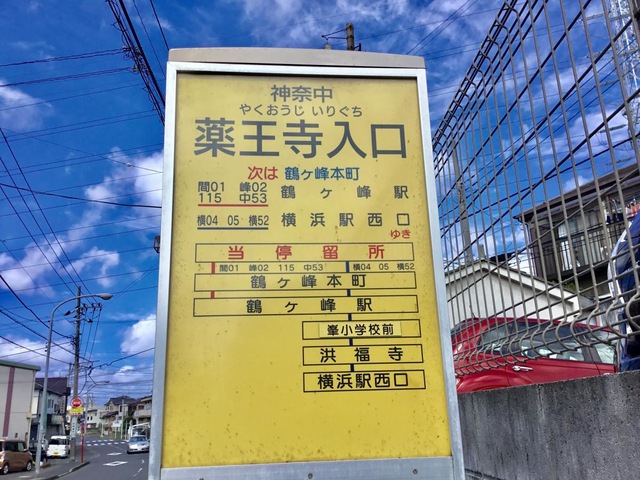 神奈中
やくおうじ いりぐち
薬王寺入口
次は 鶴ヶ峰本町
間01 峰02
115 中53
鶴ヶ峰駅
横04 05 横52 横浜駅西口
ゆき
当停留所
間01 峰02 115 中53 横04 05 横52
鶴ヶ峰本町
鶴ヶ峰駅
峯小学校前
洪福寺
横浜駅西口